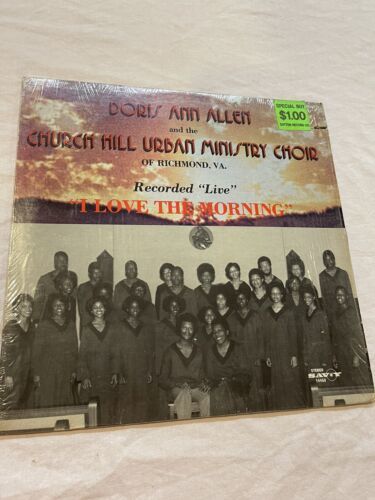 SPECIAL BUY
$1.00
DORIS ANN ALLEN
and the
CHURCH HILL URBAN MINISTRY CHOIR
OF RICHMOND, VA.
Recorded "Live"
"I LOVE THE MORNING"
STEREO
SAVOY